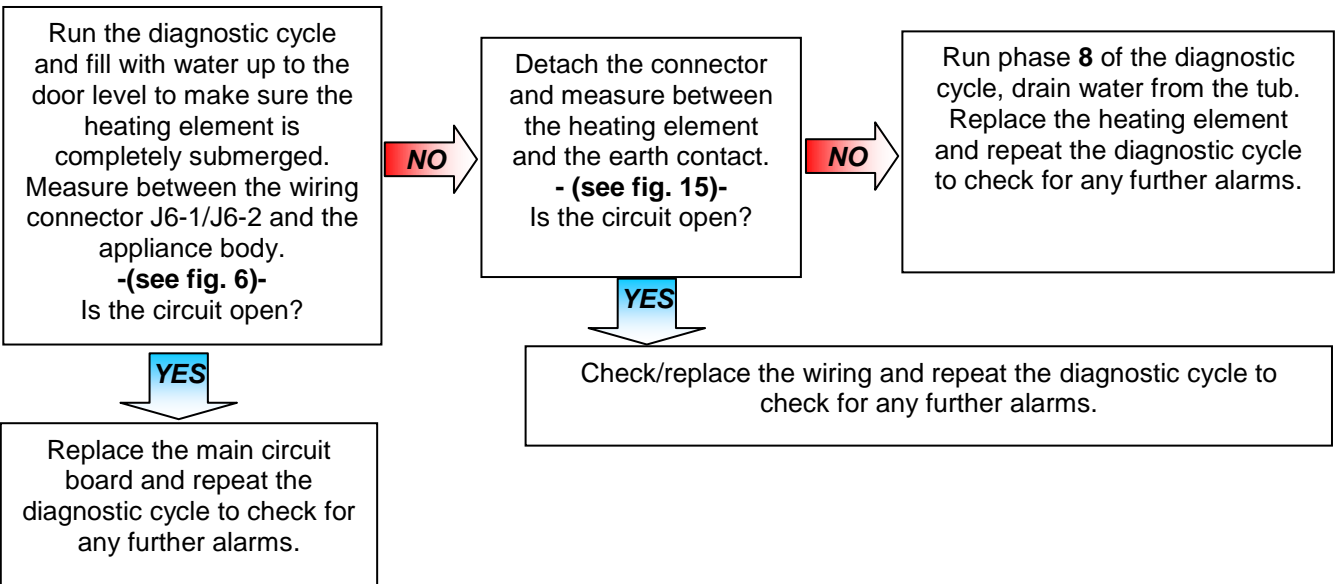 Run the diagnostic cycle
and fill with water up to the
door level to make sure the
heating element is
completely submerged.
Measure between the wiring
connector J6-1/J6-2 and the
appliance body.
-(see fig. 6)-
Is the circuit open?
NO
Detach the connector
and measure between
the heating element
and the earth contact.
- (see fig. 15)-
Is the circuit open?
NO
Run phase 8 of the diagnostic
cycle, drain water from the tub.
Replace the heating element
and repeat the diagnostic cycle
to check for any further alarms.
YES
Check/replace the wiring and repeat the diagnostic cycle to
check for any further alarms.
YES
Replace the main circuit
board and repeat the
diagnostic cycle to check for
any further alarms.